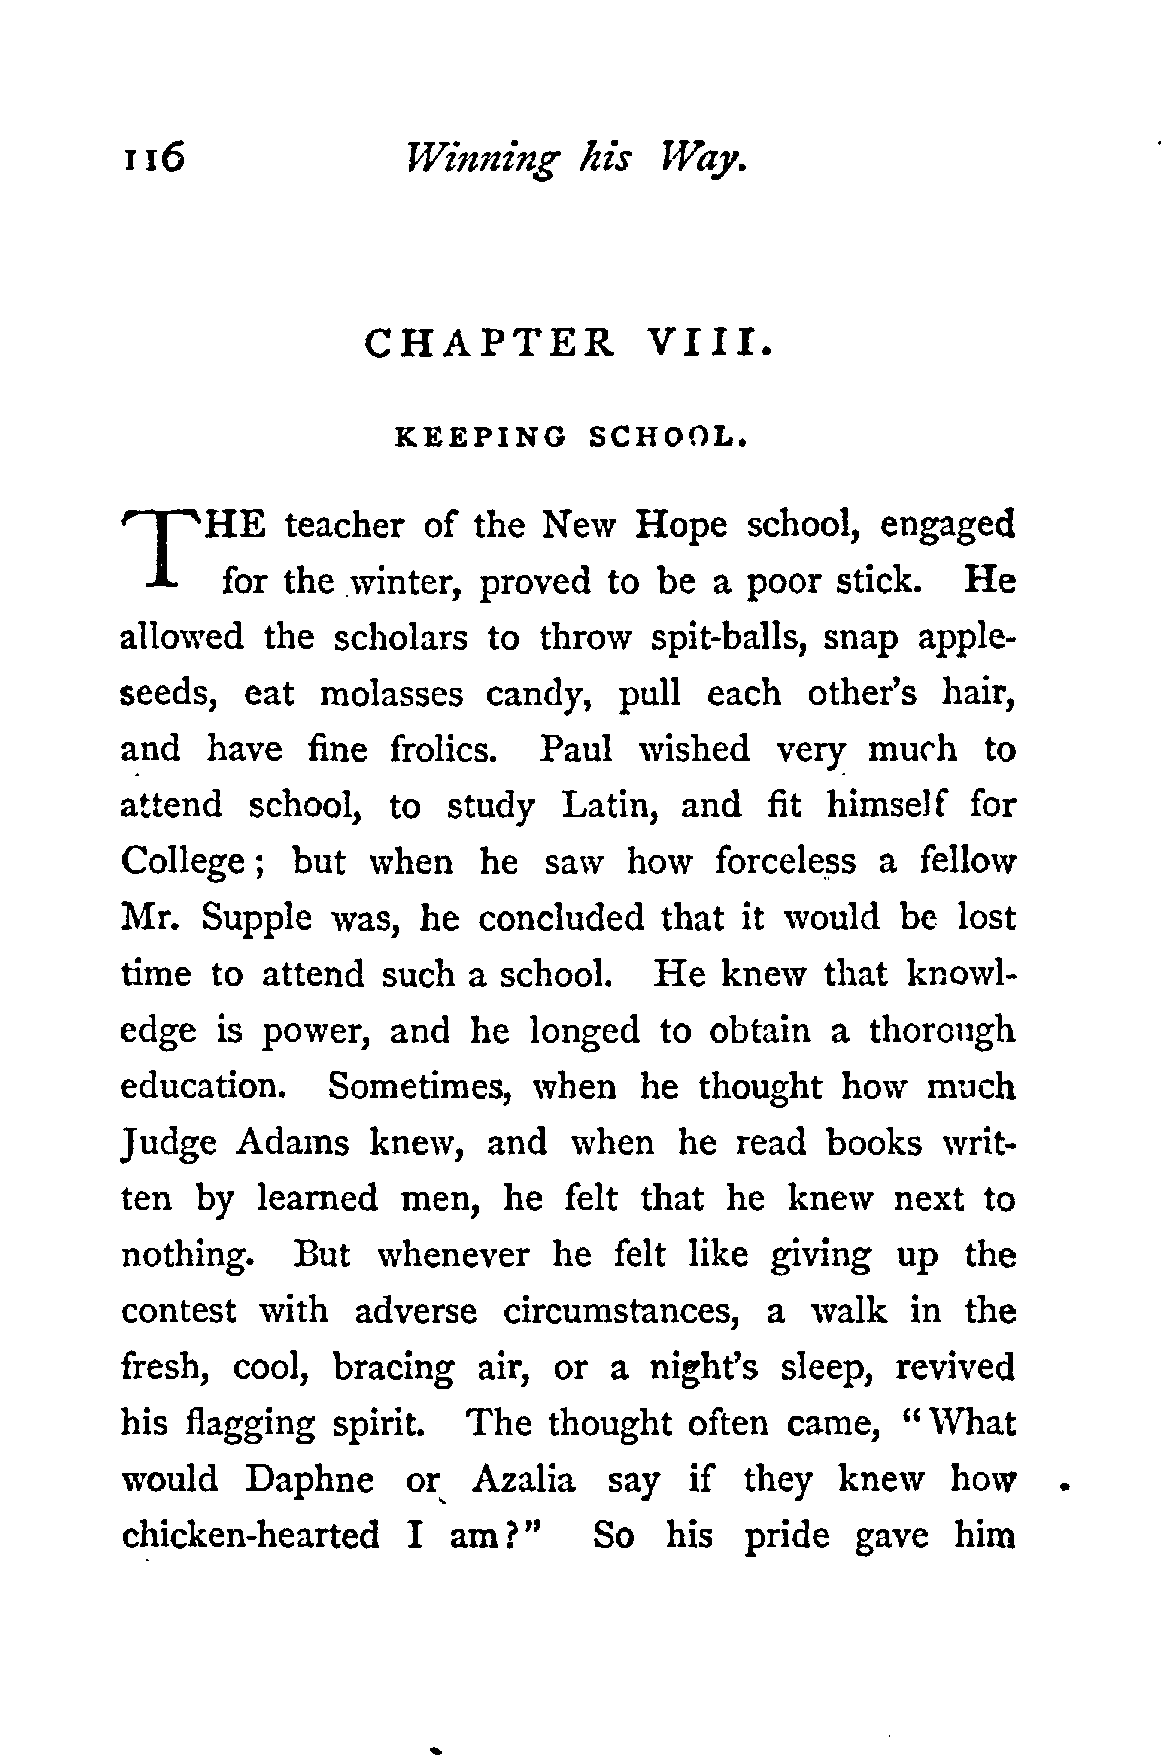 116 Winning his Way.
CHAPTER VIII.
KEEPING SCHOOL.
THE teacher of the New Hope school, engaged
for the winter, proved to be a poor stick. He
allowed the scholars to throw spit-balls, snap apple-
seeds, eat molasses candy, pull each other's hair,
and have fine frolics. Paul wished very much to
attend school, to study Latin, and fit himself for
College; but when he saw how forceless a fellow
Mr. Supple was, he concluded that it would be lost
time to attend such a school. He knew that knowl-
edge is power, and he longed to obtain a thorough
education. Sometimes, when he thought how much
Judge Adams knew, and when he read books writ-
ten by learned men, he felt that he knew next to
nothing. But whenever he felt like giving up the
contest with adverse circumstances, a walk in the
fresh, cool, bracing air, or a night's sleep, revived
his flagging spirit. The thought often came, "What
would Daphne or Azalia say if they knew how
chicken-hearted I am?" So his pride gave him